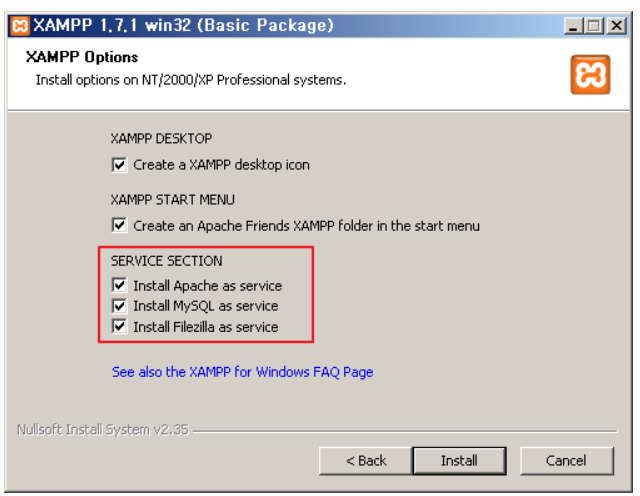 XAMPP 1,7,1 win32 (Basic Package)
XAMPP Options
Install options on NT/2000/XP Professional systems.
XAMPP DESKTOP
Create a XAMPP desktop icon
XAMPP START MENU
Create an Apache Friends XAMPP folder in the start menu
SERVICE SECTION
Install Apache as service
Install MySQL as service
Install Filezilla as service
See also the XAMPP for Windows FAQ Page
Nullsoft Install System v2.35
< Back Install Cancel